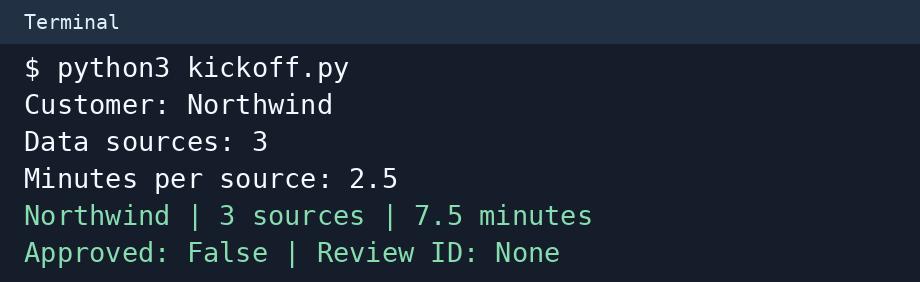 Terminal
$ python3 kickoff.py
Customer: Northwind
Data sources: 3
Minutes per source: 2.5
Northwind | 3 sources | 7.5 minutes
Approved: False | Review ID: None